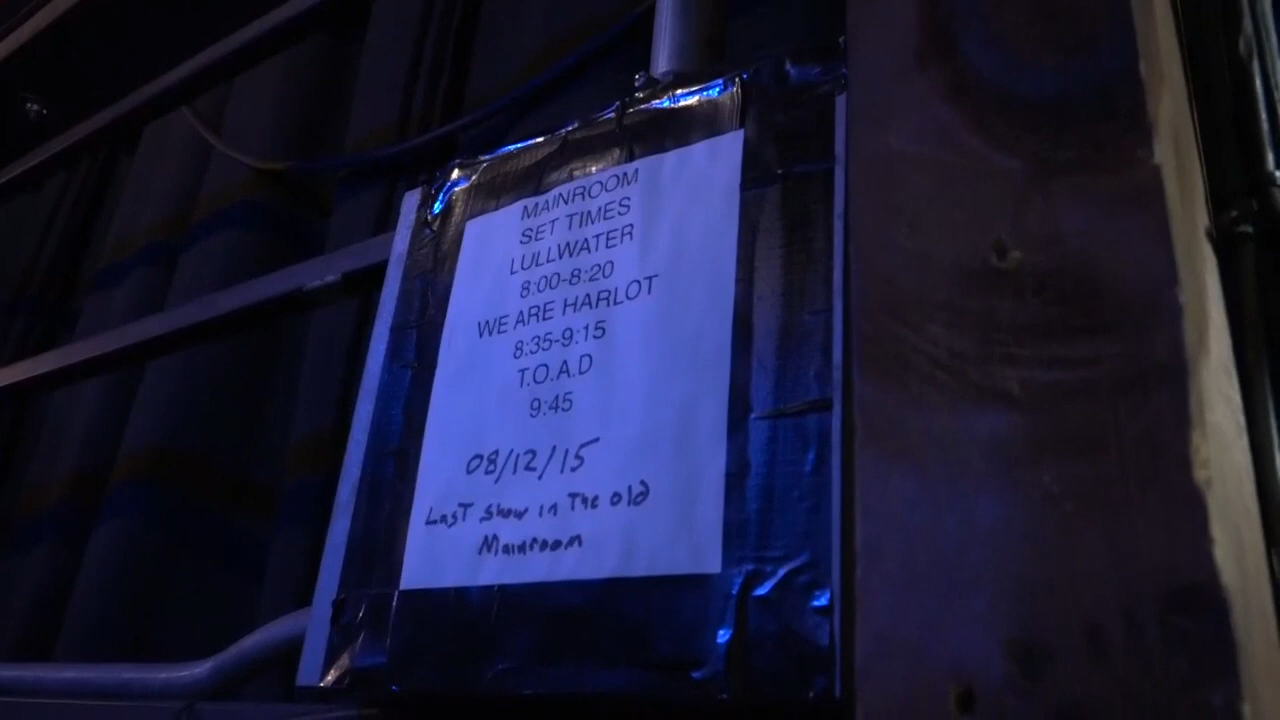 MAINROOM
SET TIMES
LULLWATER
8:00-8:20
WE ARE HARLOT
8:35-9:15
T.O.A.D
9:45
08/12/15
Last show in The old
Mainroom